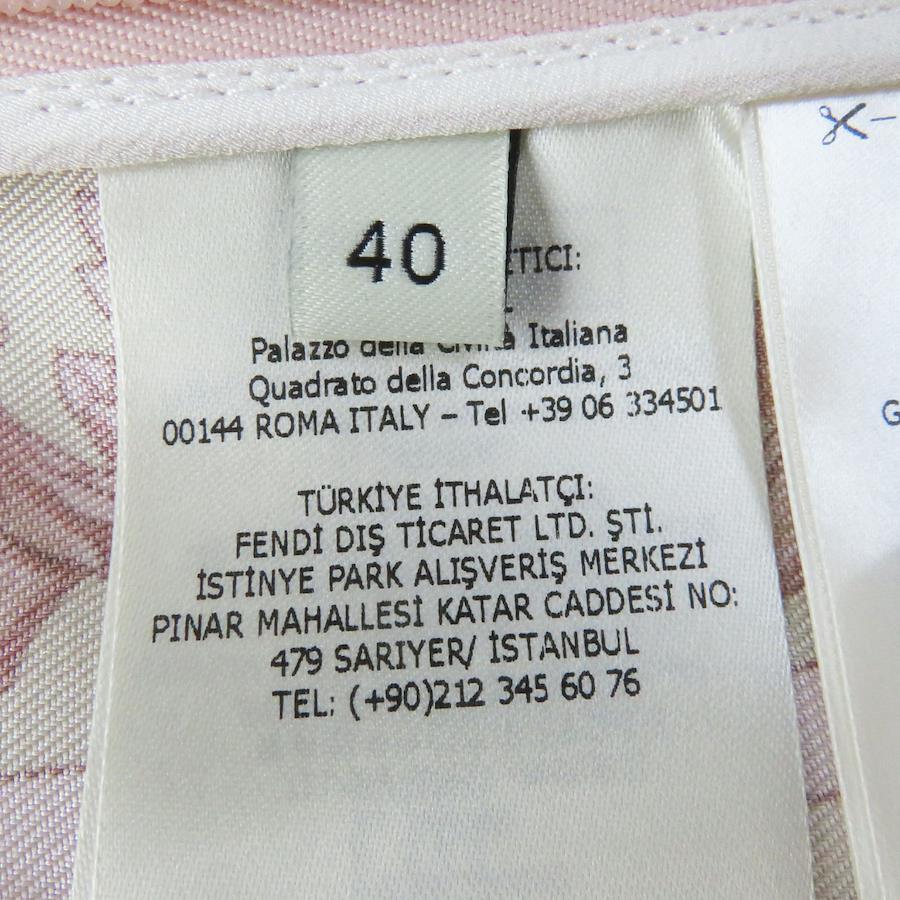 40
Palazzo della Civiltà Italiana
Quadrato della Concordia, 3
00144 ROMA ITALY – Tel +39 06 334501
TÜRKİYE İTHALATÇI:
FENDİ DIŞ TİCARET LTD. ŞTİ.
İSTİNYE PARK ALIŞVERİŞ MERKEZİ
PINAR MAHALLESİ KATAR CADDESİ NO:
479 SARIYER/ İSTANBUL
TEL: (+90)212 345 60 76